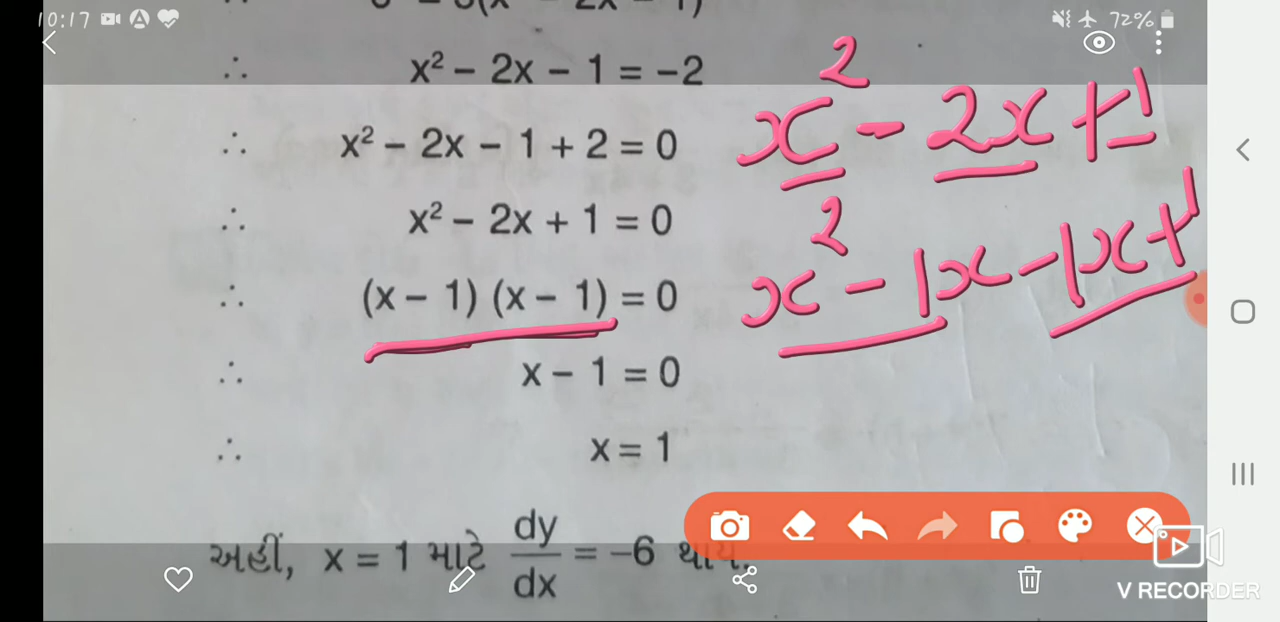 10:17 72%
∴ x² – 2x – 1 = –2
∴ x² – 2x – 1 + 2 = 0
∴ x² – 2x + 1 = 0
∴ (x – 1) (x – 1) = 0
∴ x – 1 = 0
∴ x = 1
અહીં, x = 1 માટે dy/dx = –6 થાય.
x² - 2x + 1
x² - 1x - 1x + 1
V RECORDER